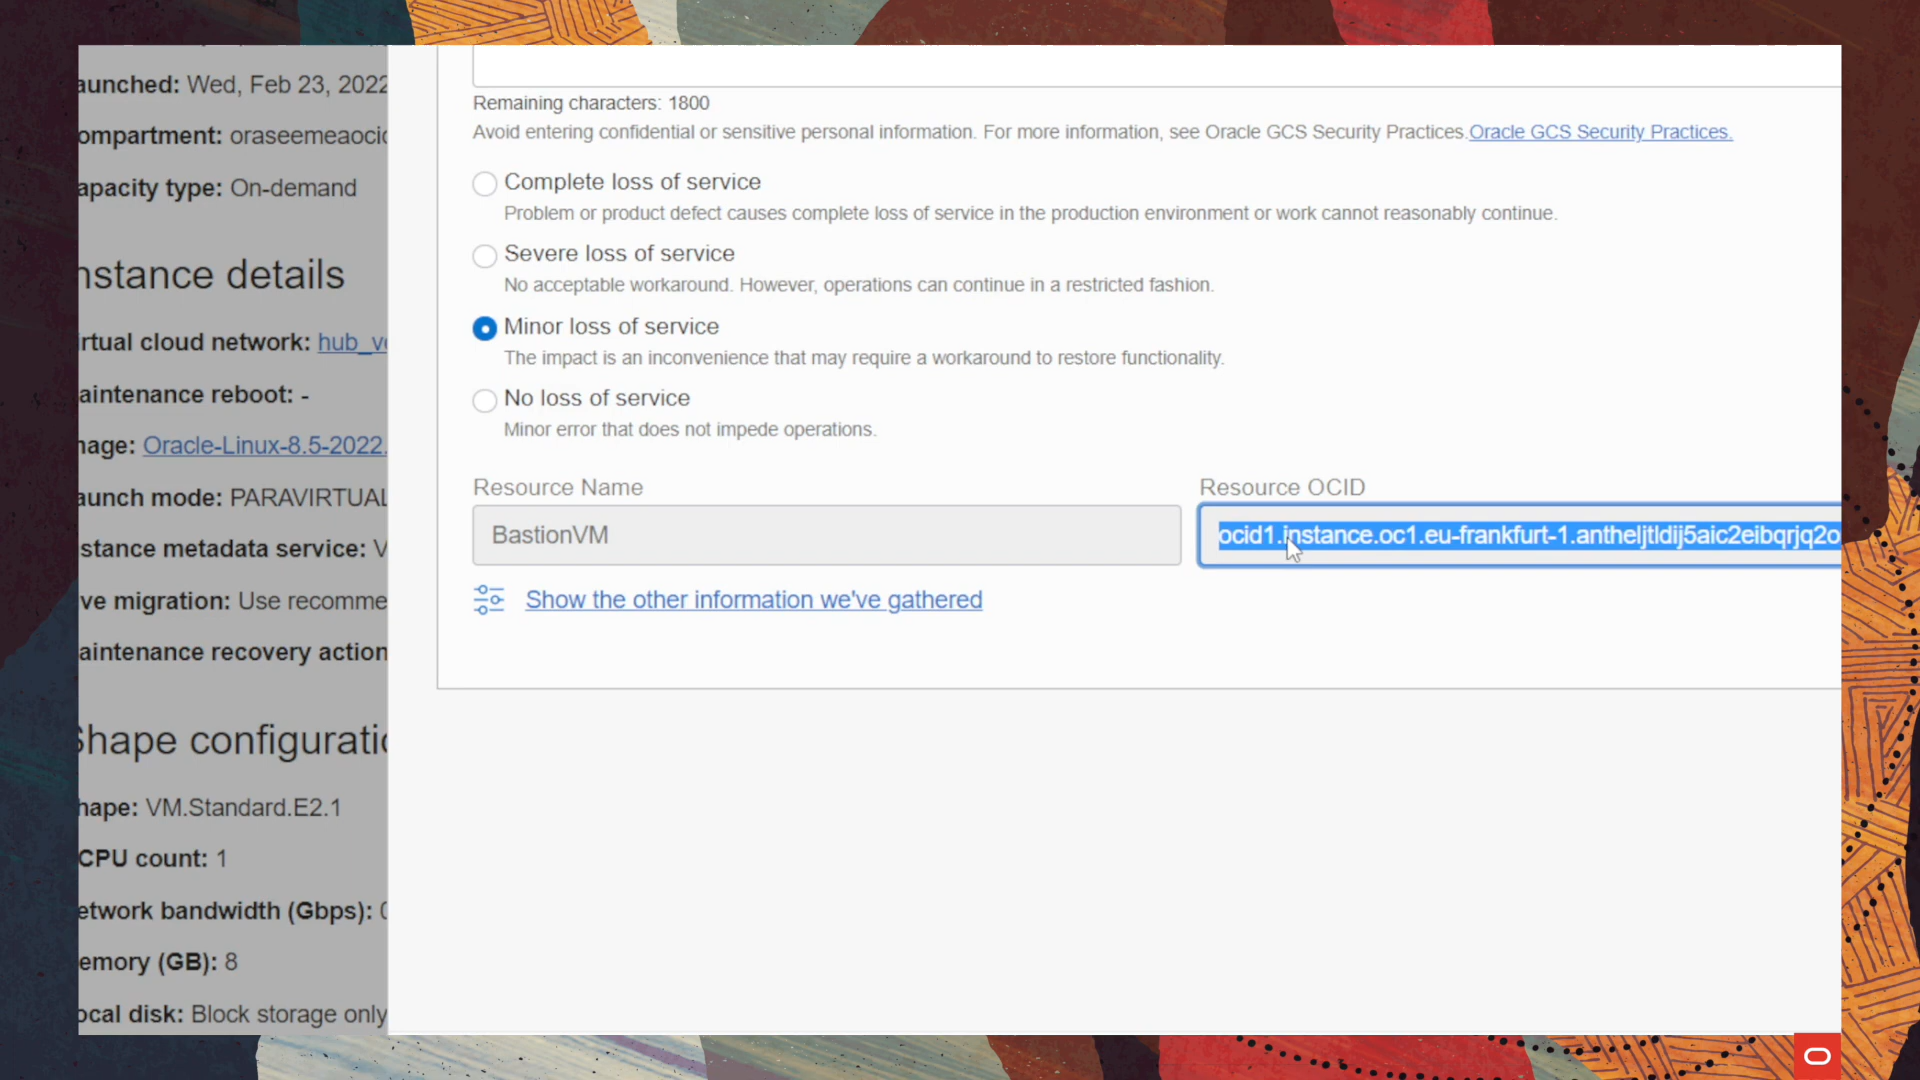 aunched: Wed, Feb 23, 2022
ompartment: oraseemeaocic
apacity type: On-demand
nstance details
irtual cloud network: hub_v
aintenance reboot: -
nage: Oracle-Linux-8.5-2022.
aunch mode: PARAVIRTUAL
stance metadata service: V
ve migration: Use recomme
aintenance recovery action
Shape configuratic
hape: VM.Standard.E2.1
CPU count: 1
etwork bandwidth (Gbps): 0
emory (GB): 8
ocal disk: Block storage only
Remaining characters: 1800
Avoid entering confidential or sensitive personal information. For more information, see Oracle GCS Security Practices.Oracle GCS Security Practices.
Complete loss of service
Problem or product defect causes complete loss of service in the production environment or work cannot reasonably continue.
Severe loss of service
No acceptable workaround. However, operations can continue in a restricted fashion.
Minor loss of service
The impact is an inconvenience that may require a workaround to restore functionality.
No loss of service
Minor error that does not impede operations.
Resource Name
Resource OCID
BastionVM
ocid1.instance.oc1.eu-frankfurt-1.antheljtldij5aic2eibqrjq2o
Show the other information we've gathered